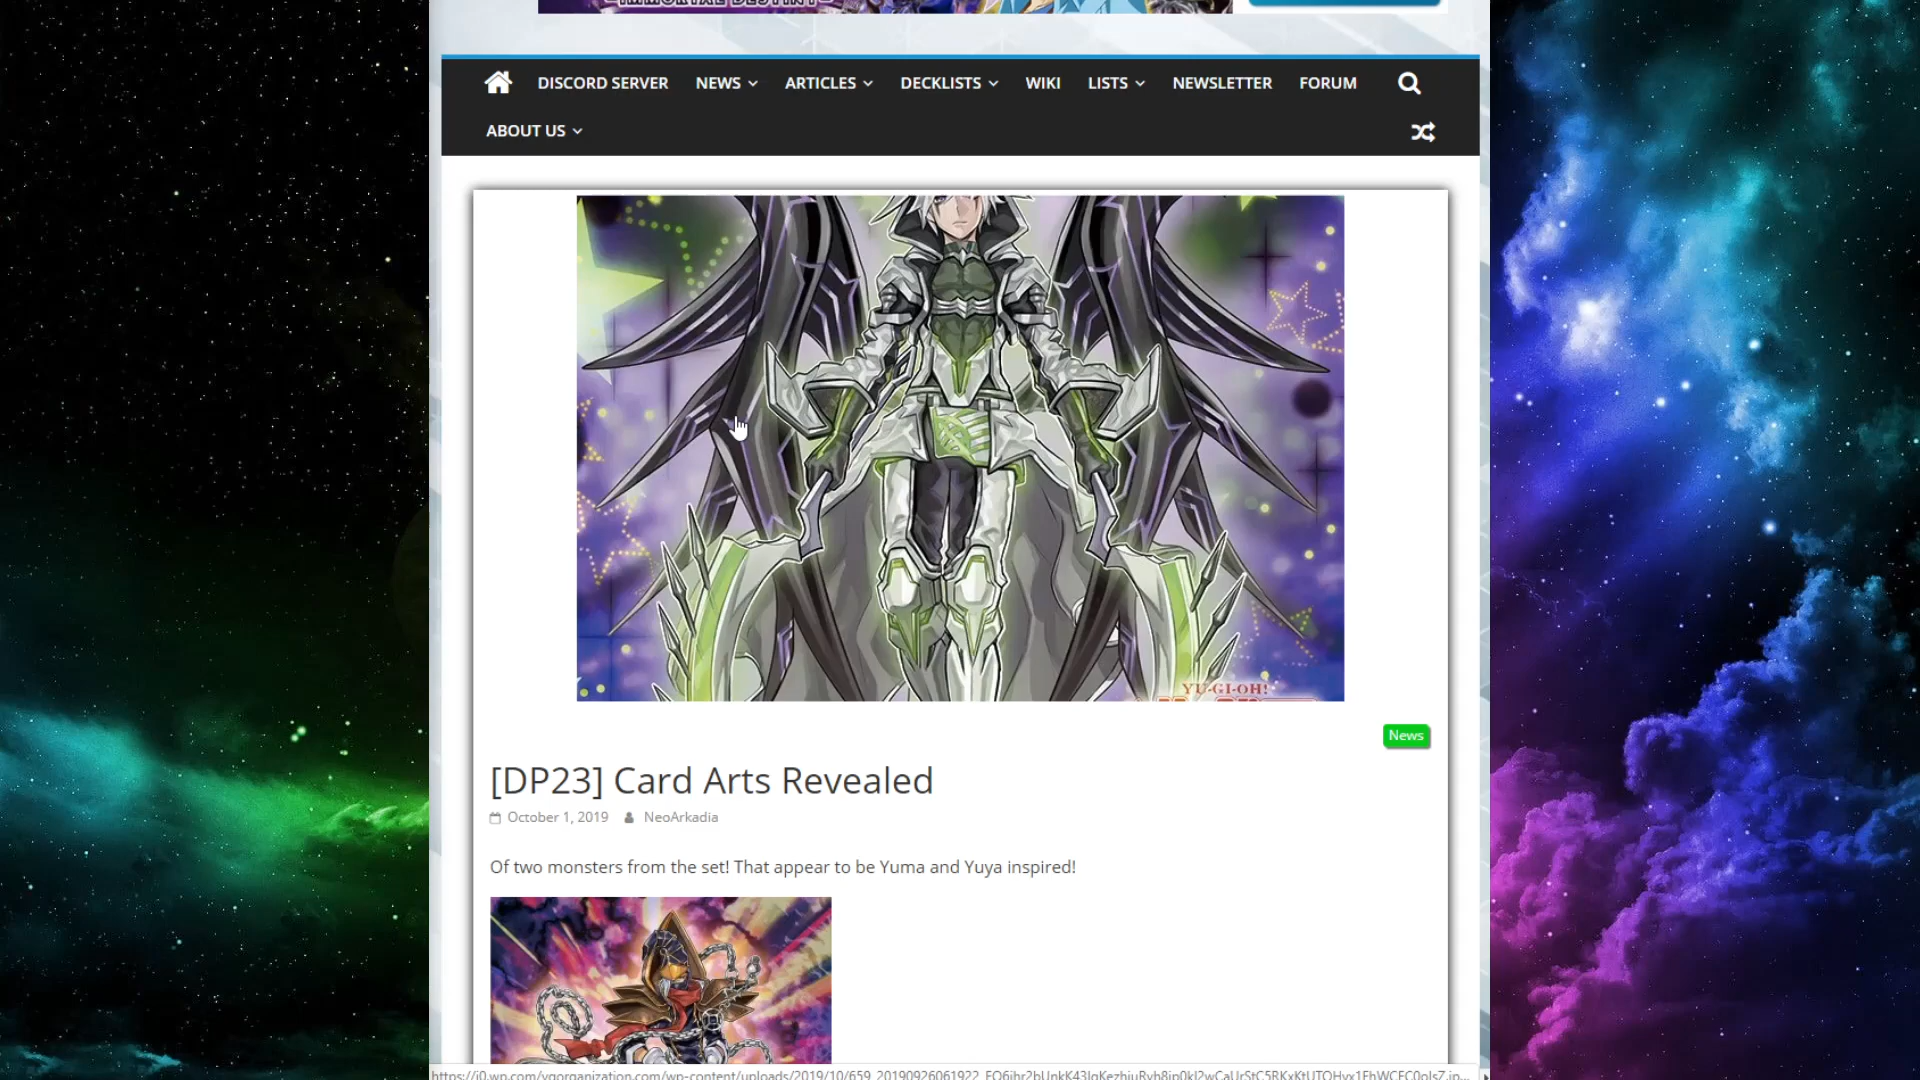 DISCORD SERVER NEWS ARTICLES DECKLISTS WIKI LISTS NEWSLETTER FORUM
ABOUT US
YU-GI-OH!
News
[DP23] Card Arts Revealed
October 1, 2019 NeoArkadia
Of two monsters from the set! That appear to be Yuma and Yuya inspired!